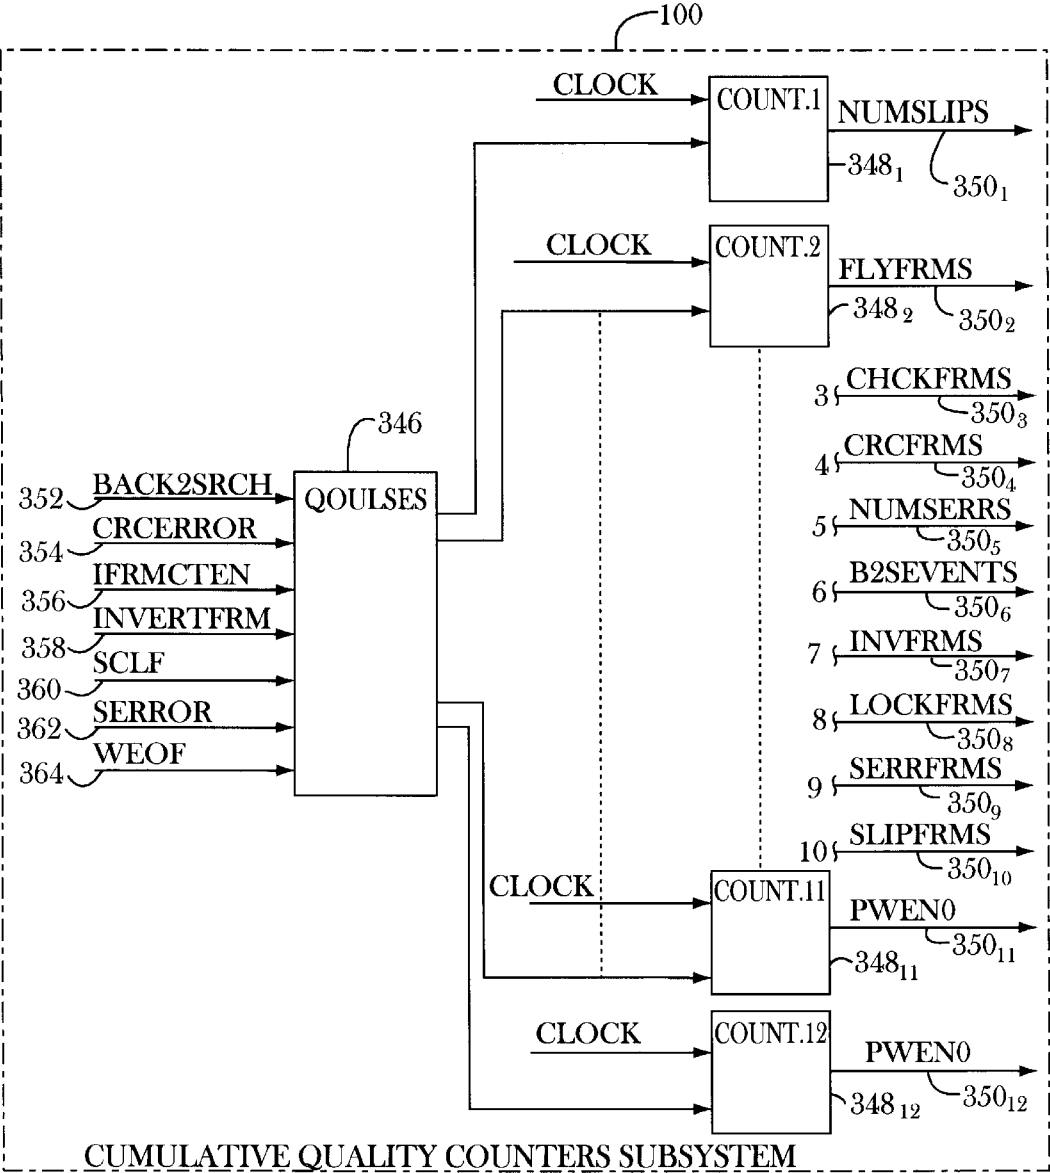 100
CLOCK
COUNT.1
NUMSLIPS
348₁
350₁
CLOCK
COUNT.2
FLYFRMS
348₂
350₂
3 CHCKFRMS
350₃
4 CRCFRMS
350₄
5 NUMSERRS
350₅
6 B2SEVENTS
350₆
7 INVFRMS
350₇
8 LOCKFRMS
350₈
9 SERRFRMS
350₉
10 SLIPFRMS
350₁₀
346
QOULSES
352 BACK2SRCH
354 CRCERROR
356 IFRMCTEN
358 INVERTFRM
360 SCLF
362 SERROR
364 WEOF
CLOCK
COUNT.11
PWEN0
348₁₁
350₁₁
CLOCK
COUNT.12
PWEN0
348₁₂
350₁₂
CUMULATIVE QUALITY COUNTERS SUBSYSTEM